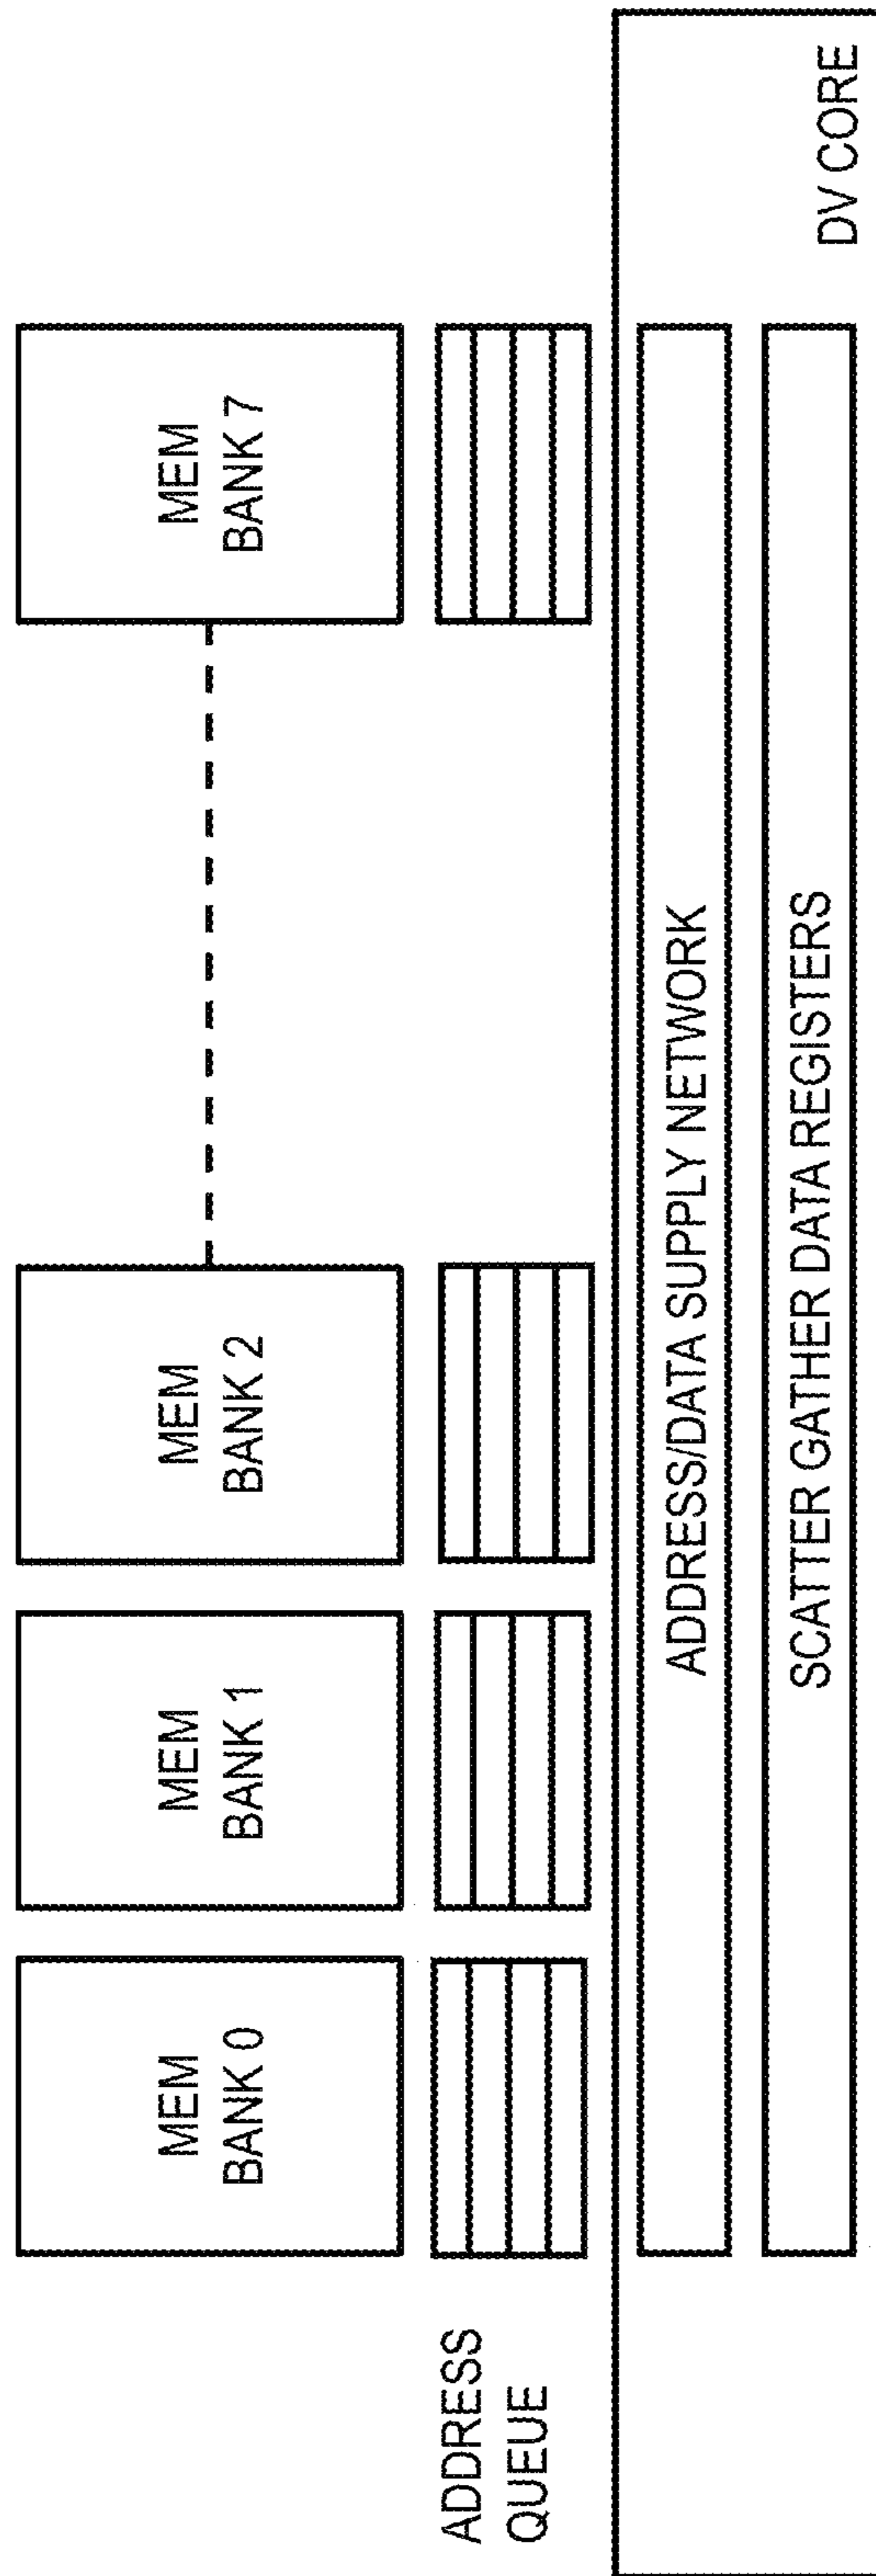 MEM
BANK 0
MEM
BANK 1
MEM
BANK 2
MEM
BANK 7
ADDRESS
QUEUE
ADDRESS/DATA SUPPLY NETWORK
SCATTER GATHER DATA REGISTERS
DV CORE